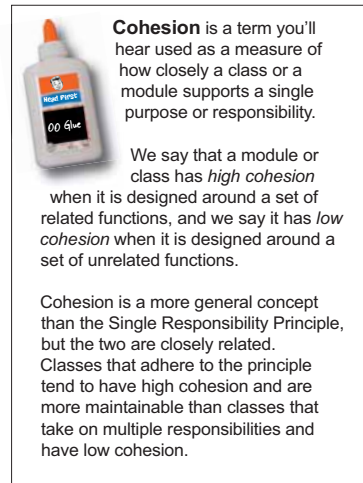 Cohesion is a term you'll
hear used as a measure of
how closely a class or a
module supports a single
purpose or responsibility.
Head First
OO Glue
We say that a module or
class has high cohesion
when it is designed around a set of
related functions, and we say it has low
cohesion when it is designed around a
set of unrelated functions.
Cohesion is a more general concept
than the Single Responsibility Principle,
but the two are closely related.
Classes that adhere to the principle
tend to have high cohesion and are
more maintainable than classes that
take on multiple responsibilities and
have low cohesion.